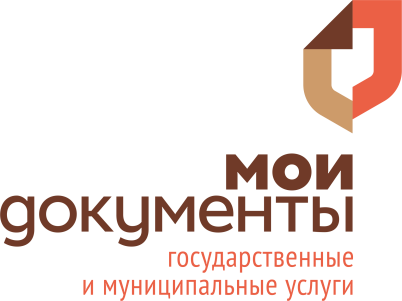 мои
документы
государственные
и муниципальные услуги